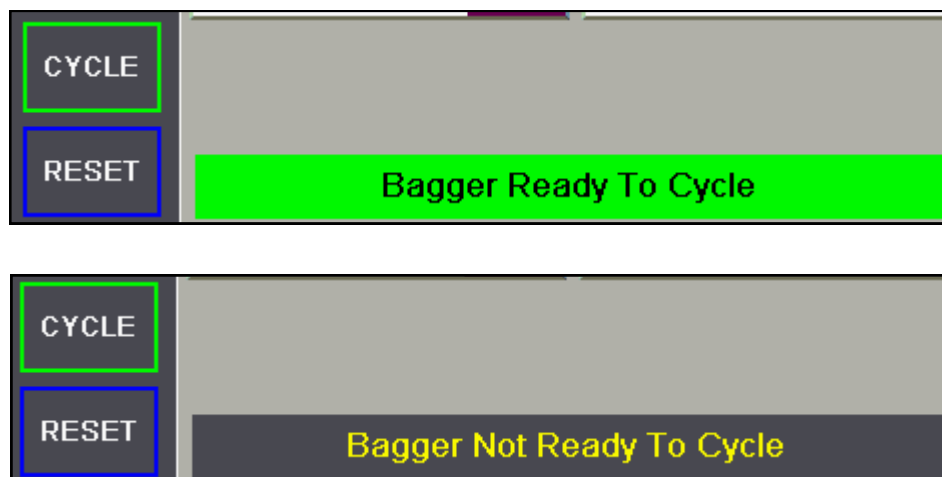 CYCLE
RESET
Bagger Ready To Cycle
CYCLE
RESET
Bagger Not Ready To Cycle